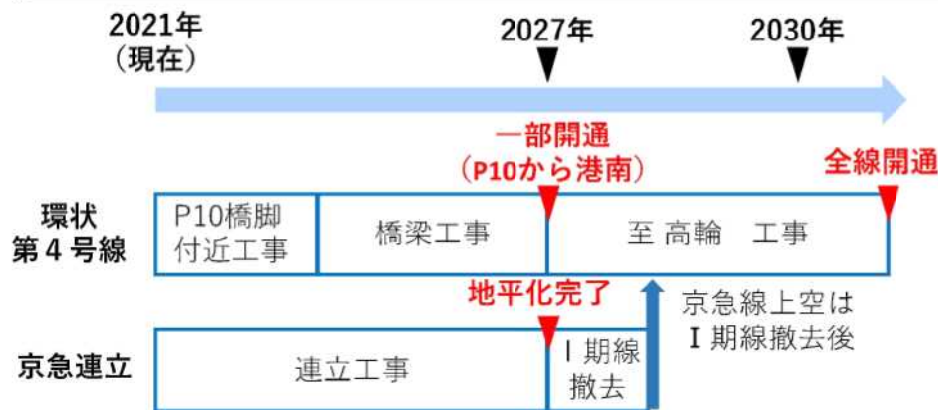 2021年
(現在)
2027年
2030年
一部開通
(P10から港南)
全線開通
環状
第4号線
P10橋脚
付近工事
橋梁工事
至 高輪 工事
地平化完了
京急線上空は
Ⅰ期線撤去後
京急連立
連立工事
Ⅰ期線
撤去